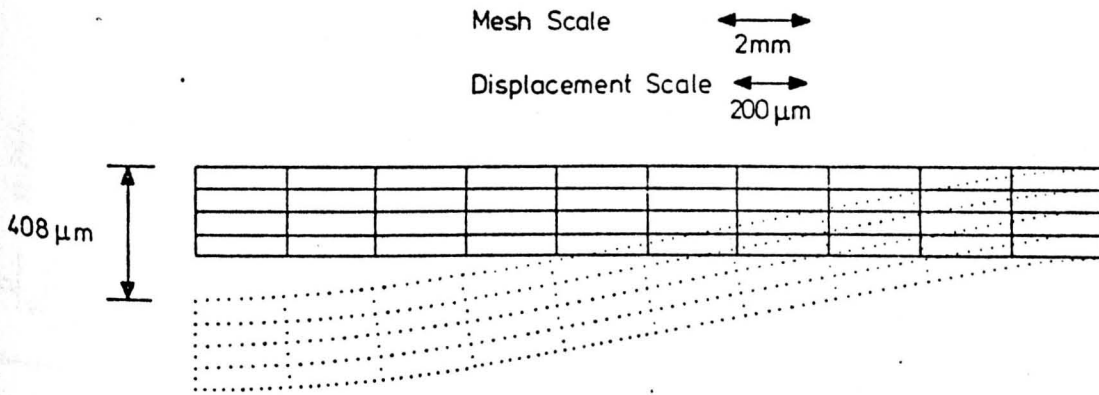 Mesh Scale
2mm
Displacement Scale
200 μm
408 μm